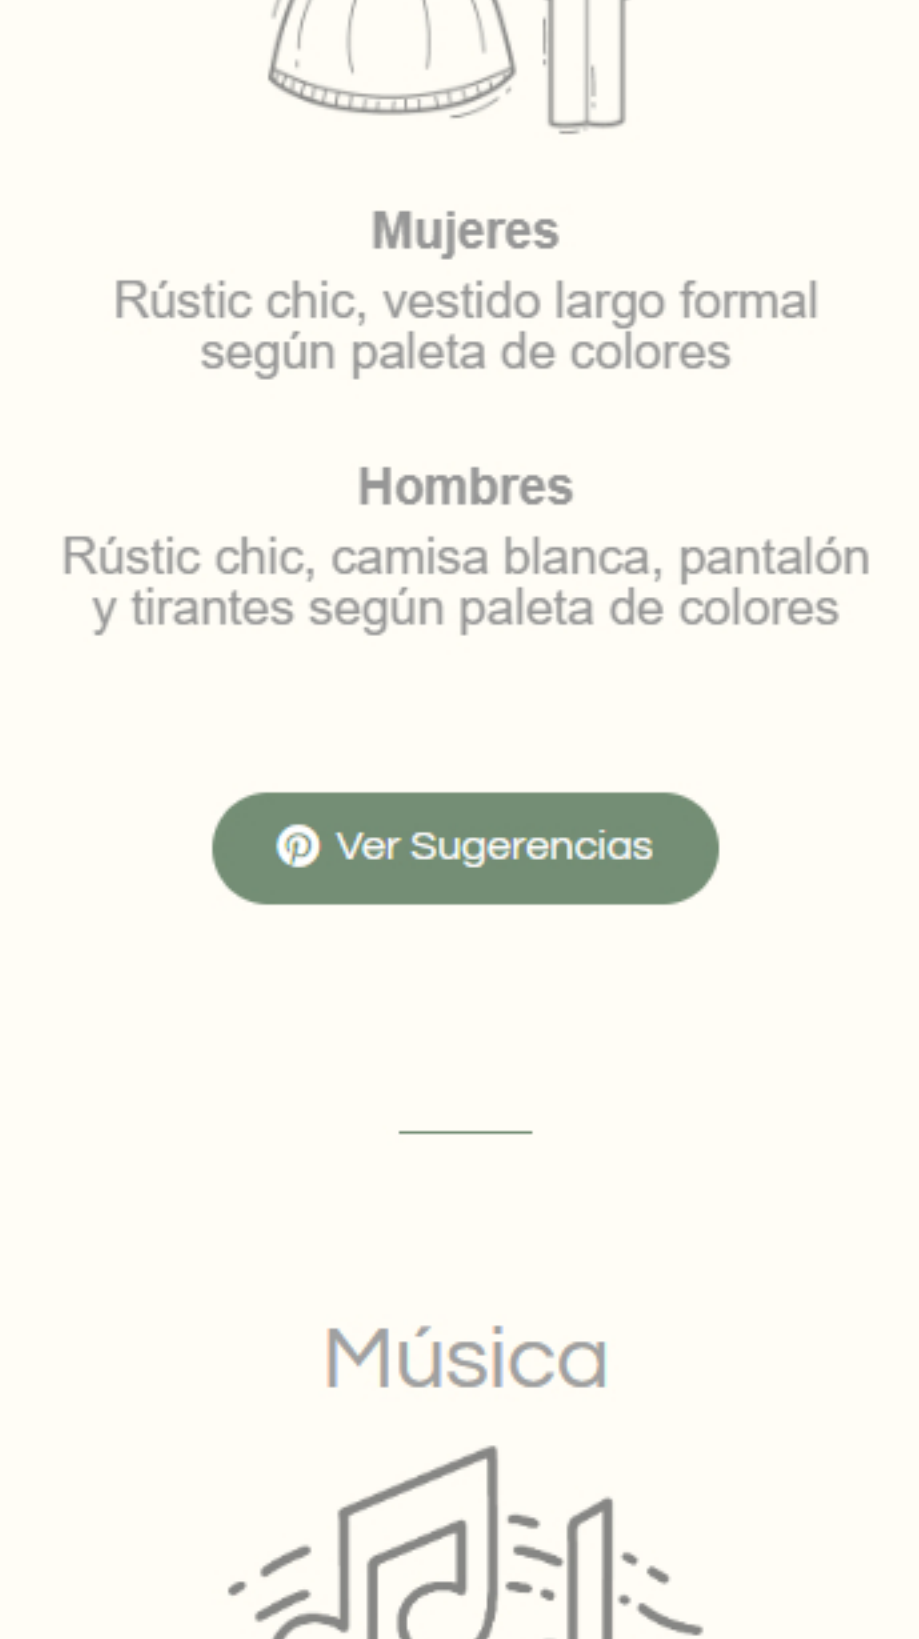 Mujeres
Rústic chic, vestido largo formal
según paleta de colores
Hombres
Rústic chic, camisa blanca, pantalón
y tirantes según paleta de colores
Ver Sugerencias
Música